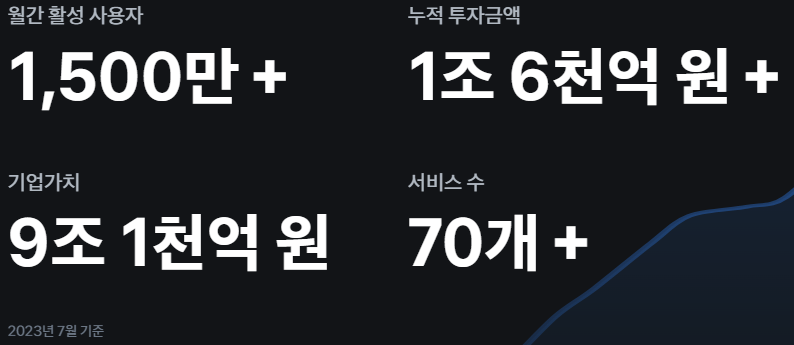 월간 활성 사용자
1,500만 +
누적 투자금액
1조 6천억 원 +
기업가치
9조 1천억 원
서비스 수
70개 +
2023년 7월 기준